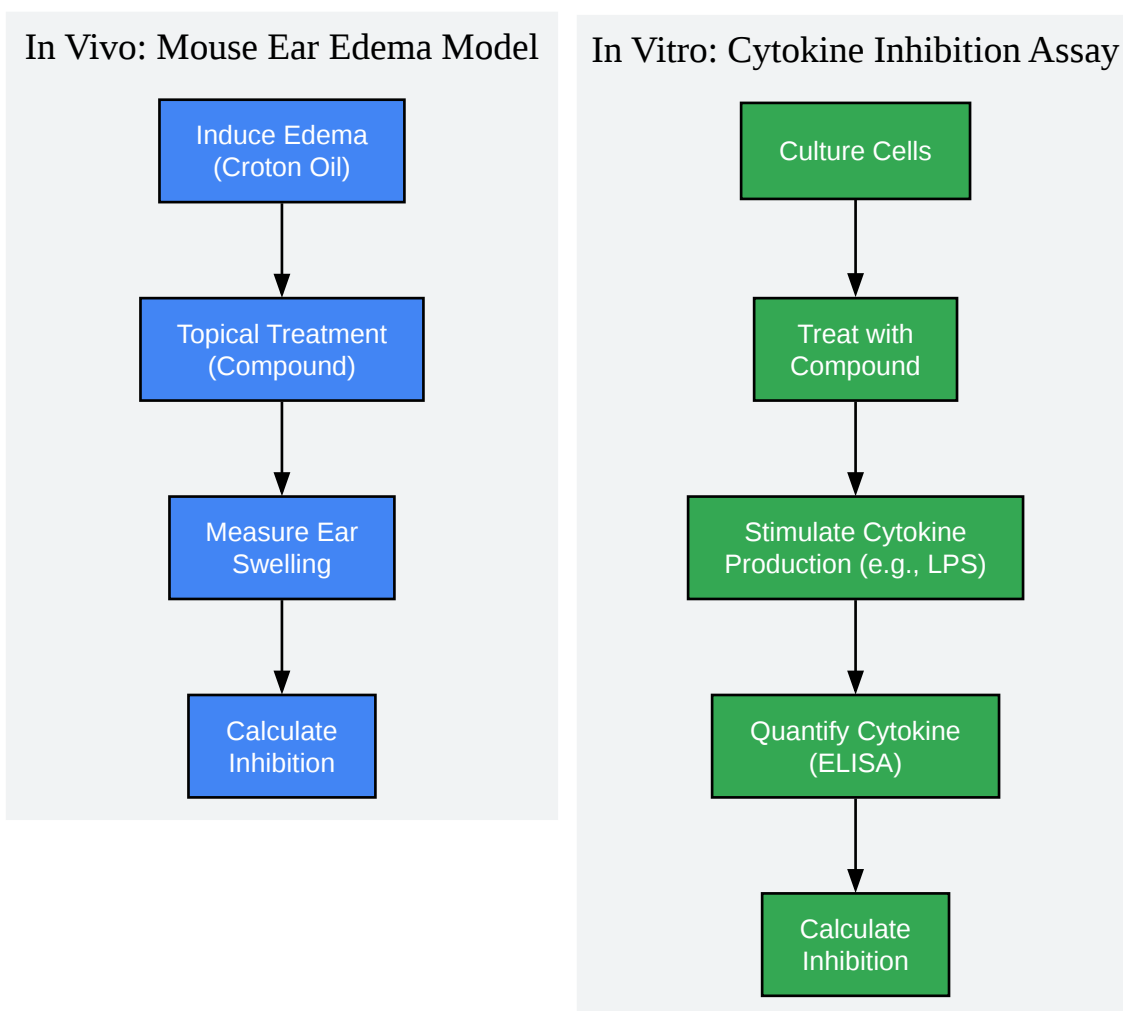 In Vivo: Mouse Ear Edema Model
Induce Edema
(Croton Oil)
Topical Treatment
(Compound)
Measure Ear
Swelling
Calculate
Inhibition
In Vitro: Cytokine Inhibition Assay
Culture Cells
Treat with
Compound
Stimulate Cytokine
Production (e.g., LPS)
Quantify Cytokine
(ELISA)
Calculate
Inhibition